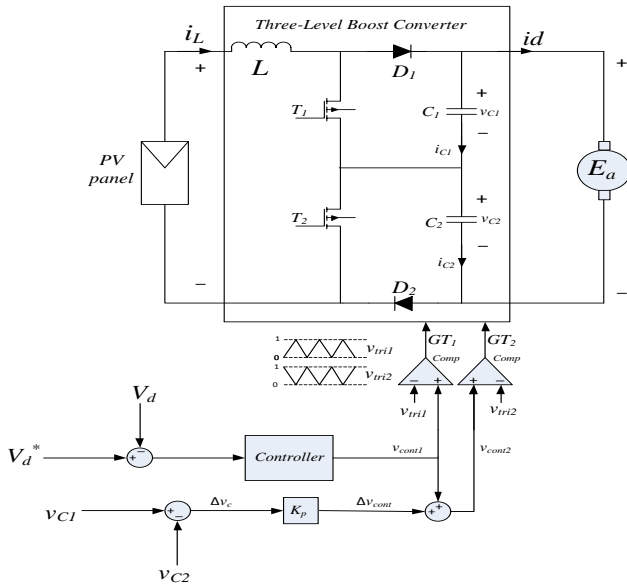 Three-Level Boost Converter
i_L
L
D_1
id
+
+
+
T_1
C_1
v_C1
−
i_C1
PV
panel
E_a
+
T_2
C_2
v_C2
−
i_C2
−
D_2
−
1
0
v_tri1
GT_1
GT_2
Comp
Comp
1
0
v_tri2
− +
+ −
v_tri1
v_tri2
V_d
V_d*
+ −
Controller
v_cont1
v_cont2
v_C1
+ −
Δv_c
K_p
Δv_cont
+ +
v_C2